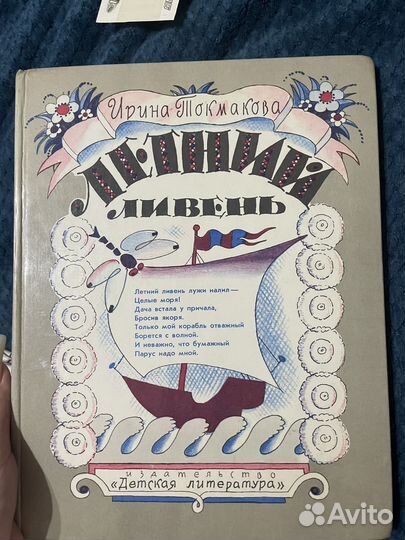 Ирина Токмакова
ЛЕТНИЙ
ЛИВЕНЬ
Летний ливень лужи налил —
Целые моря!
Дача встала у причала,
Бросив якоря.
Только мой корабль отважный
Борется с волной.
И неважно, что бумажный
Парус надо мной.
ИЗДАТЕЛЬСТВО
«Детская литература»
Avito